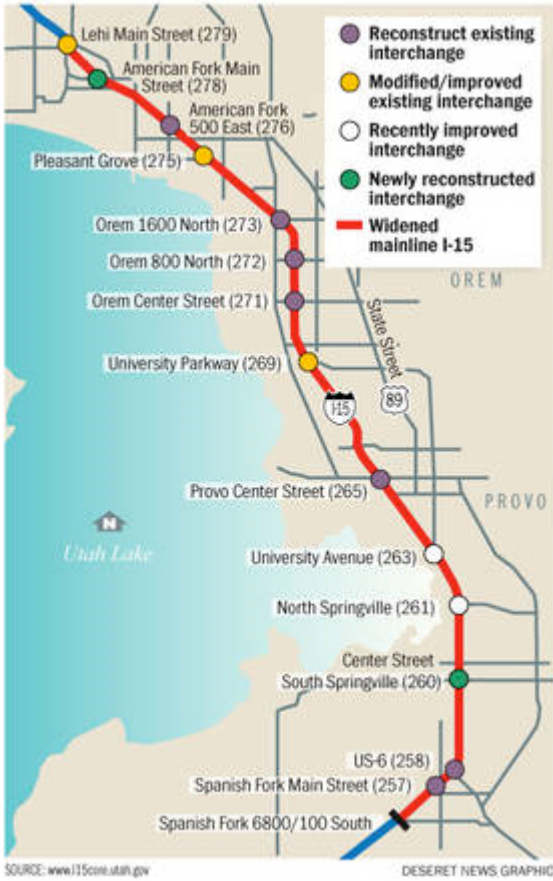 Lehi Main Street (279)
American Fork Main
Street (278)
American Fork
500 East (276)
Pleasant Grove (275)
Orem 1600 North (273)
Orem 800 North (272)
Orem Center Street (271)
University Parkway (269)
Provo Center Street (265)
University Avenue (263)
North Springville (261)
Center Street
South Springville (260)
US-6 (258)
Spanish Fork Main Street (257)
Spanish Fork 6800/100 South
Reconstruct existing
interchange
Modified/improved
existing interchange
Recently improved
interchange
Newly reconstructed
interchange
Widened
mainline I-15
OREM
State Street
89
I-15
PROVO
N
Utah Lake
SOURCE: www.I15core.utah.gov
DESERET NEWS GRAPHIC